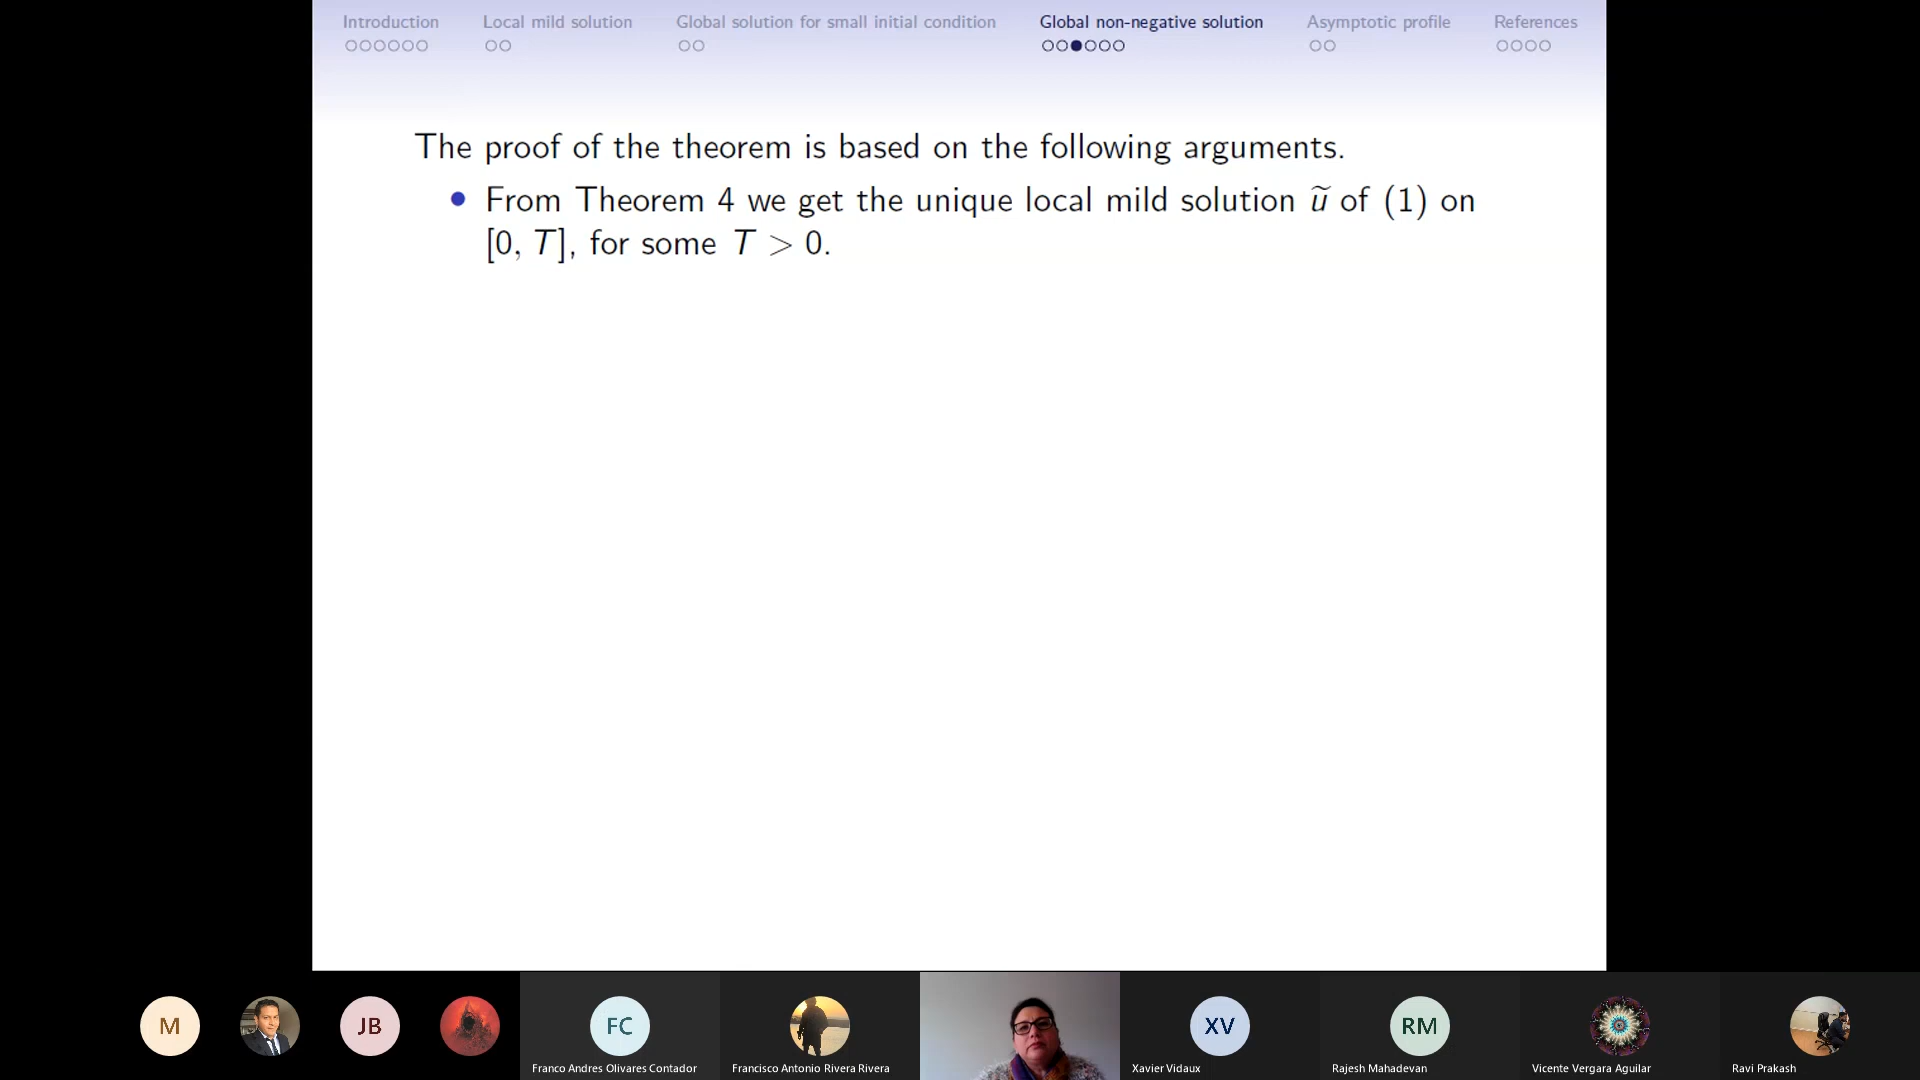 Introduction Local mild solution Global solution for small initial condition Global non-negative solution Asymptotic profile References
The proof of the theorem is based on the following arguments.
• From Theorem 4 we get the unique local mild solution ũ of (1) on
[0, T], for some T > 0.
M JB FC XV RM
Franco Andres Olivares Contador Francisco Antonio Rivera Rivera Xavier Vidaux Rajesh Mahadevan Vicente Vergara Aguilar Ravi Prakash